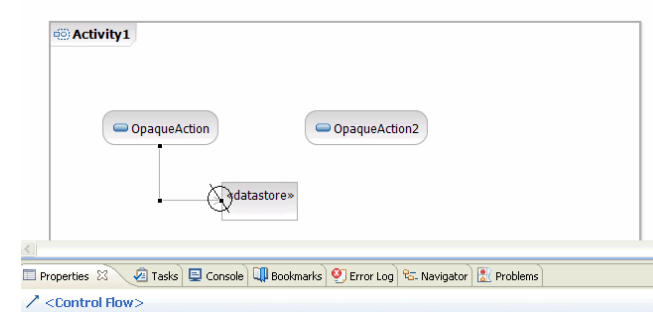 Activity1
OpaqueAction
OpaqueAction2
«datastore»
Properties Tasks Console Bookmarks Error Log Navigator Problems
<Control Flow>